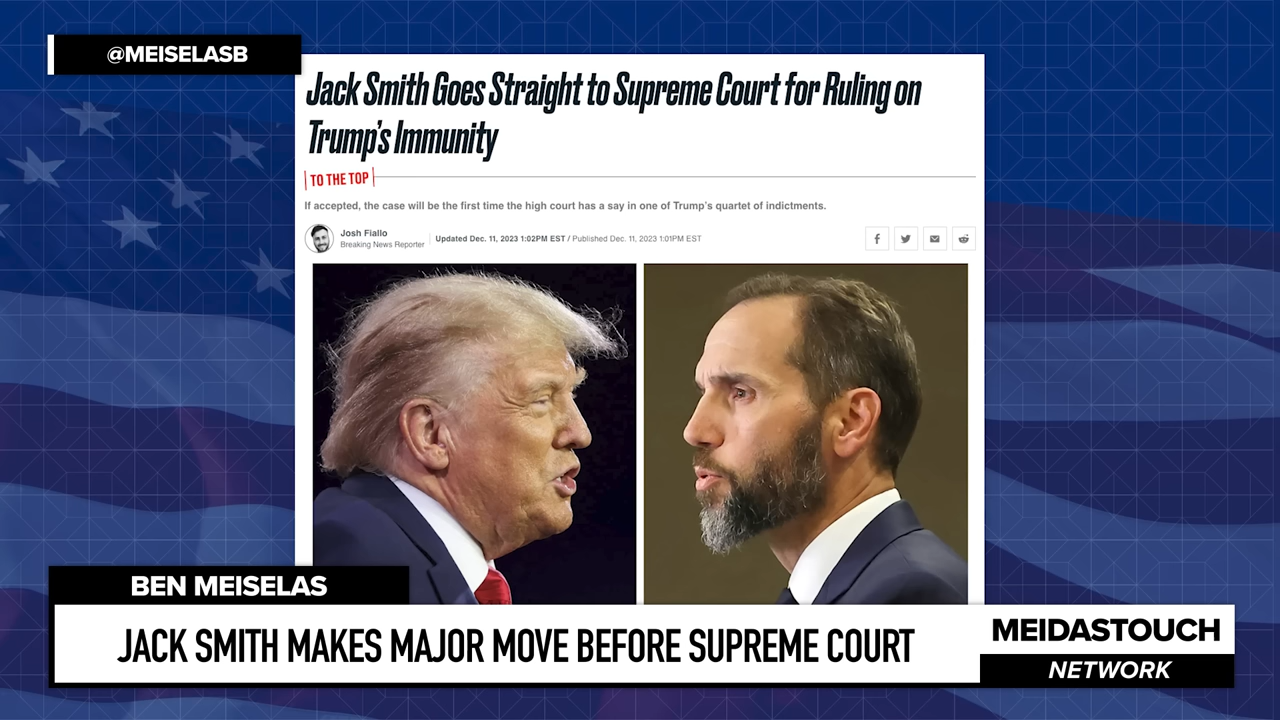 @MEISELASB
Jack Smith Goes Straight to Supreme Court for Ruling on
Trump's Immunity
TO THE TOP
If accepted, the case will be the first time the high court has a say in one of Trump's quartet of indictments.
Josh Fiallo
Breaking News Reporter
Updated Dec. 11, 2023 1:02PM EST / Published Dec. 11, 2023 1:01PM EST
BEN MEISELAS
JACK SMITH MAKES MAJOR MOVE BEFORE SUPREME COURT
MEIDASTOUCH
NETWORK